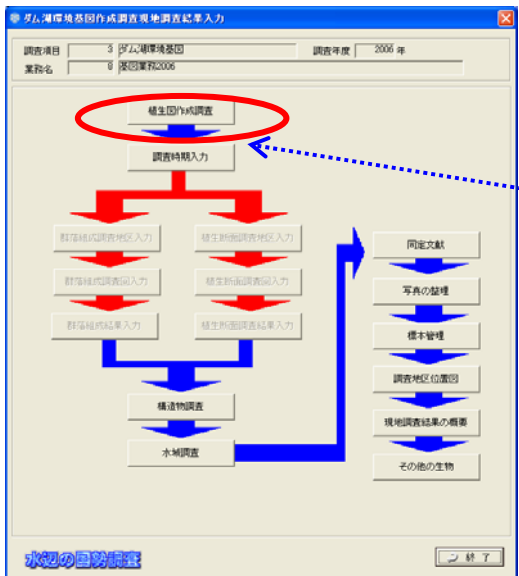 ダム湖環境基図作成調査現地調査結果入力
調査項目 3 ダム湖環境基図 調査年度 2006 年
業務名 8 基図業務2006
植生図作成調査
調査時期入力
群落組成調査地区入力
植生断面調査地区入力
群落組成調査回入力
植生断面調査回入力
群落組成結果入力
植生断面調査結果入力
構造物調査
水域調査
同定文献
写真の整理
標本管理
調査地区位置図
現地調査結果の概要
その他の生物
水辺の国勢調査
終 了